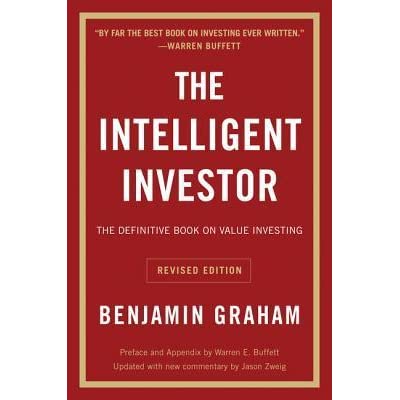 "BY FAR THE BEST BOOK ON INVESTING EVER WRITTEN."
—WARREN BUFFETT
THE
INTELLIGENT
INVESTOR
THE DEFINITIVE BOOK ON VALUE INVESTING
REVISED EDITION
BENJAMIN GRAHAM
Preface and Appendix by Warren E. Buffett
Updated with new commentary by Jason Zweig